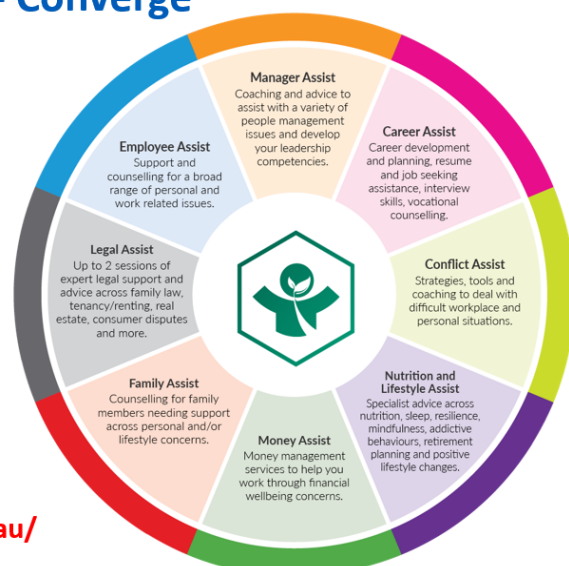 - Converge
Manager Assist
Coaching and advice to
assist with a variety of
people management
issues and develop
your leadership
competencies.
Career Assist
Career development
and planning, resume
and job seeking
assistance, interview
skills, vocational
counselling.
Conflict Assist
Strategies, tools and
coaching to deal with
difficult workplace and
personal situations.
Nutrition and
Lifestyle Assist
Specialist advice across
nutrition, sleep, resilience,
mindfulness, addictive
behaviours, retirement
planning and positive
lifestyle changes.
Money Assist
Money management
services to help you
work through financial
wellbeing concerns.
Family Assist
Counselling for family
members needing support
across personal and/or
lifestyle concerns.
Legal Assist
Up to 2 sessions of
expert legal support and
advice across family law,
tenancy/renting, real
estate, consumer disputes
and more.
Employee Assist
Support and
counselling for a broad
range of personal and
work related issues.
au/